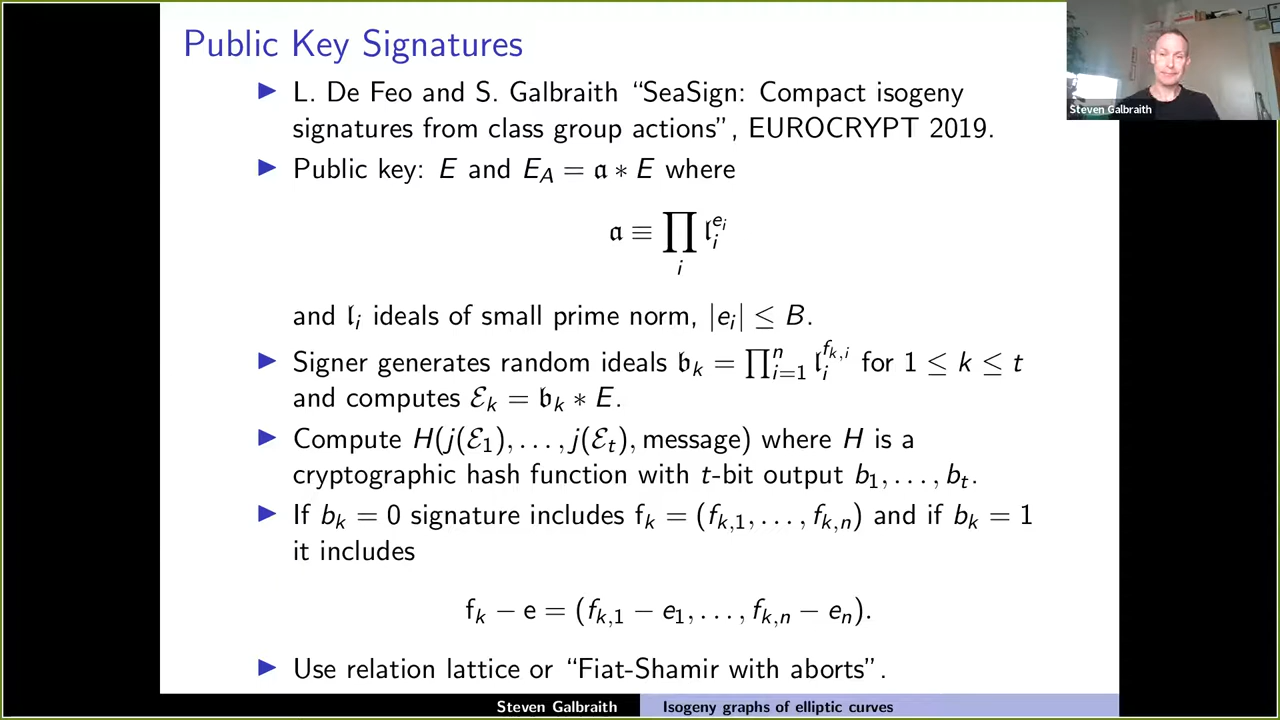 Public Key Signatures
▶ L. De Feo and S. Galbraith “SeaSign: Compact isogeny
signatures from class group actions”, EUROCRYPT 2019.
▶ Public key: E and E_A = 𝔞 ∗ E where
𝔞 ≡ ∏_i 𝔩_i^{e_i}
and 𝔩_i ideals of small prime norm, |e_i| ≤ B.
▶ Signer generates random ideals 𝔟_k = ∏_{i=1}^n 𝔩_i^{f_{k,i}} for 1 ≤ k ≤ t
and computes ℰ_k = 𝔟_k ∗ E.
▶ Compute H(j(ℰ_1), . . . , j(ℰ_t), message) where H is a
cryptographic hash function with t-bit output b_1, . . . , b_t.
▶ If b_k = 0 signature includes f_k = (f_{k,1}, . . . , f_{k,n}) and if b_k = 1
it includes
f_k − e = (f_{k,1} − e_1, . . . , f_{k,n} − e_n).
▶ Use relation lattice or “Fiat-Shamir with aborts”.
Steven Galbraith Isogeny graphs of elliptic curves
Steven Galbraith